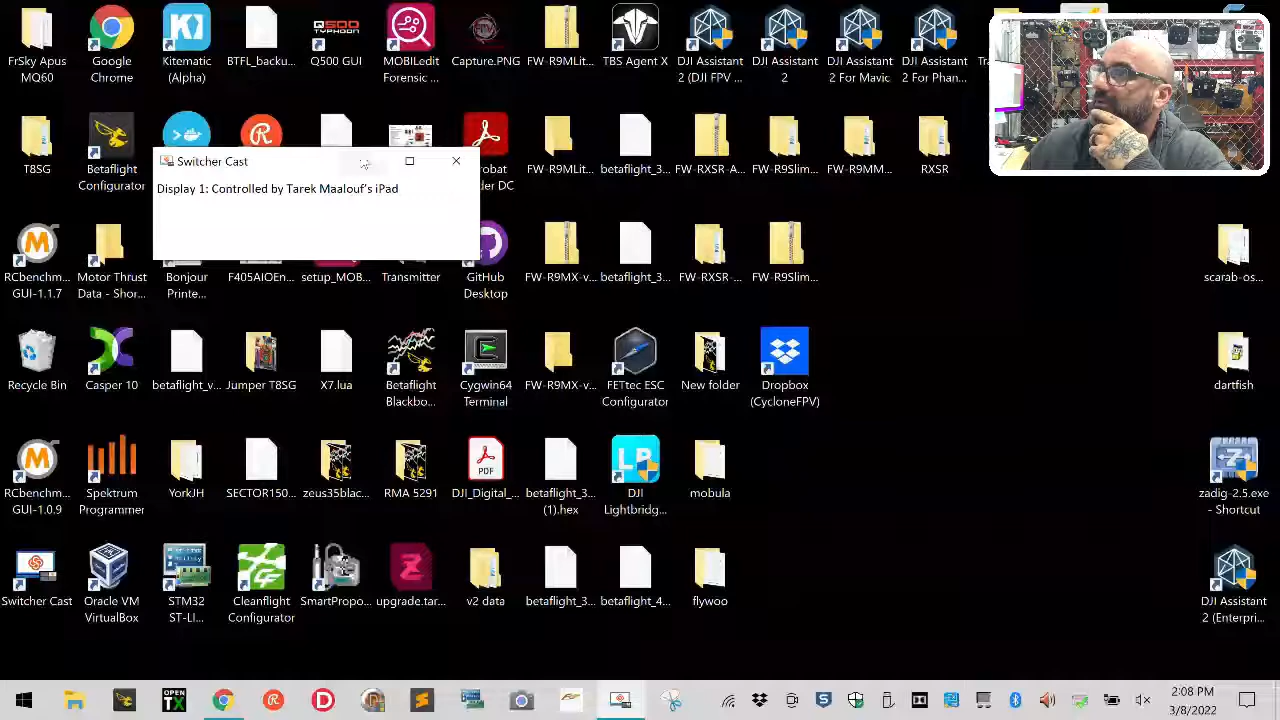 FrSky Apus
MQ60
Google
Chrome
Kitematic
(Alpha)
BTFL_backu...
Q500
TYPHOON
Q500 GUI
MOBILedit
Forensic ...
FW-R9MLit...
TBS Agent X
DJI Assistant
2 (DJI FPV ...
DJI Assistant
2
DJI Assistant
2 For Mavic
DJI Assistant
2 For Phan...
T8SG
Betaflight
Configurator
Switcher Cast
Display 1: Controlled by Tarek Maalouf's iPad
FW-R9MLit...
betaflight_3...
FW-RXSR-A...
FW-R9Slim...
FW-R9MM...
RXSR
RCbenchm...
GUI-1.1.7
Motor Thrust
Data - Shor...
Bonjour
Printe...
F405AIOEn...
setup_MOB...
Transmitter
GitHub
Desktop
FW-R9MX-v...
betaflight_3...
FW-RXSR-...
FW-R9Slim...
scarab-os...
Recycle Bin
Casper 10
betaflight_v...
Jumper T8SG
X7.lua
Betaflight
Blackbo...
Cygwin64
Terminal
FW-R9MX-v...
FETtec ESC
Configurator
New folder
Dropbox
(CycloneFPV)
dartfish
RCbenchm...
GUI-1.0.9
Spektrum
Programmer
YorkJH
SECTOR150...
zeus35blac...
RMA 5291
PDF
DJI_Digital_...
betaflight_3...
(1).hex
DJI
Lightbridg...
mobula
zadig-2.5.exe
- Shortcut
Switcher Cast
Oracle VM
VirtualBox
STM32
ST-LI...
Cleanflight
Configurator
SmartPropo...
upgrade.tar...
v2 data
betaflight_3...
betaflight_4...
flywoo
DJI Assistant
2 (Enterpri...
OPEN
TX
2:08 PM
3/8/2022